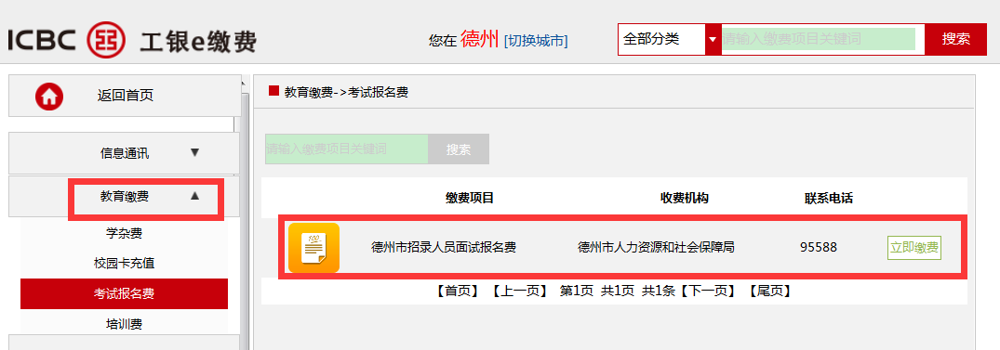 ICBC 工银e缴费
您在 德州 [切换城市]
全部分类 请输入缴费项目关键词 搜索
返回首页
信息通讯 ▼
教育缴费 ▲
学杂费
校园卡充值
考试报名费
培训费
教育缴费->考试报名费
请输入缴费项目关键词 搜索
缴费项目 收费机构 联系电话
100 德州市招录人员面试报名费 德州市人力资源和社会保障局 95588 立即缴费
【首页】 【上一页】 第1页 共1页 共1条【下一页】 【尾页】